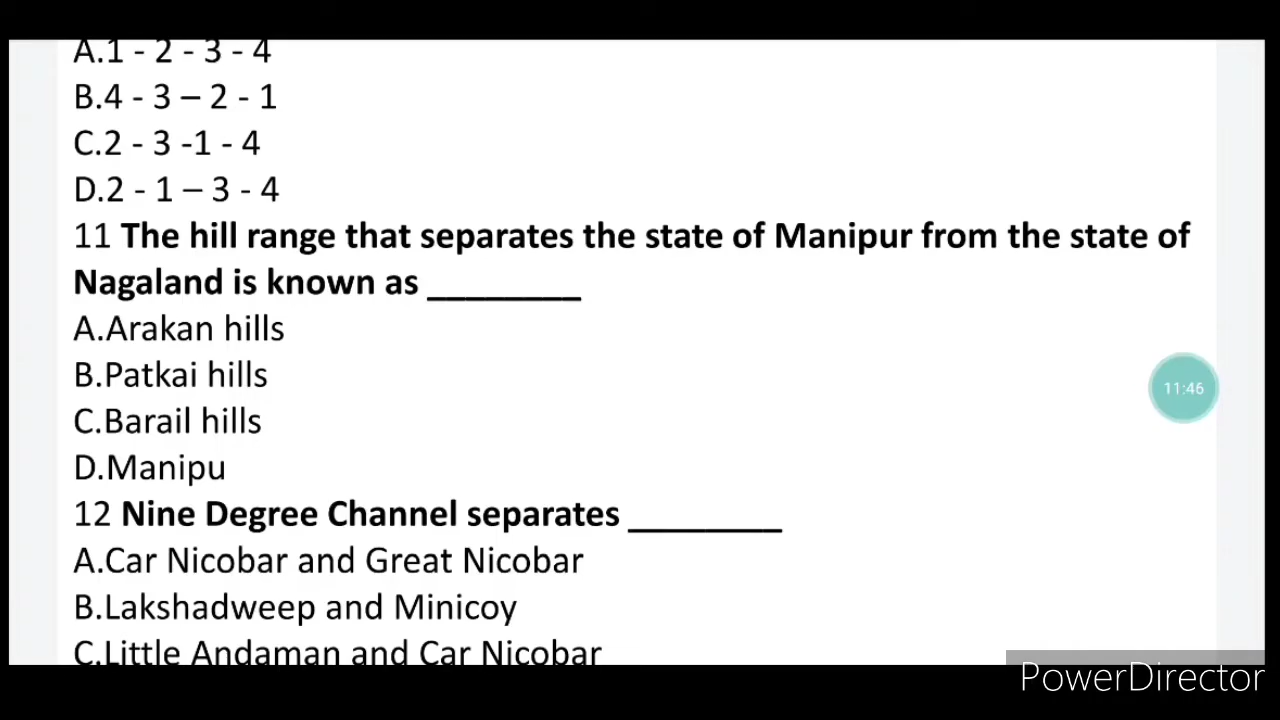 A.1 - 2 - 3 - 4
B.4 - 3 – 2 - 1
C.2 - 3 -1 - 4
D.2 - 1 – 3 - 4
11 The hill range that separates the state of Manipur from the state of
Nagaland is known as ________
A.Arakan hills
B.Patkai hills
C.Barail hills
11:46
D.Manipu
12 Nine Degree Channel separates ________
A.Car Nicobar and Great Nicobar
B.Lakshadweep and Minicoy
C.Little Andaman and Car Nicobar
PowerDirector